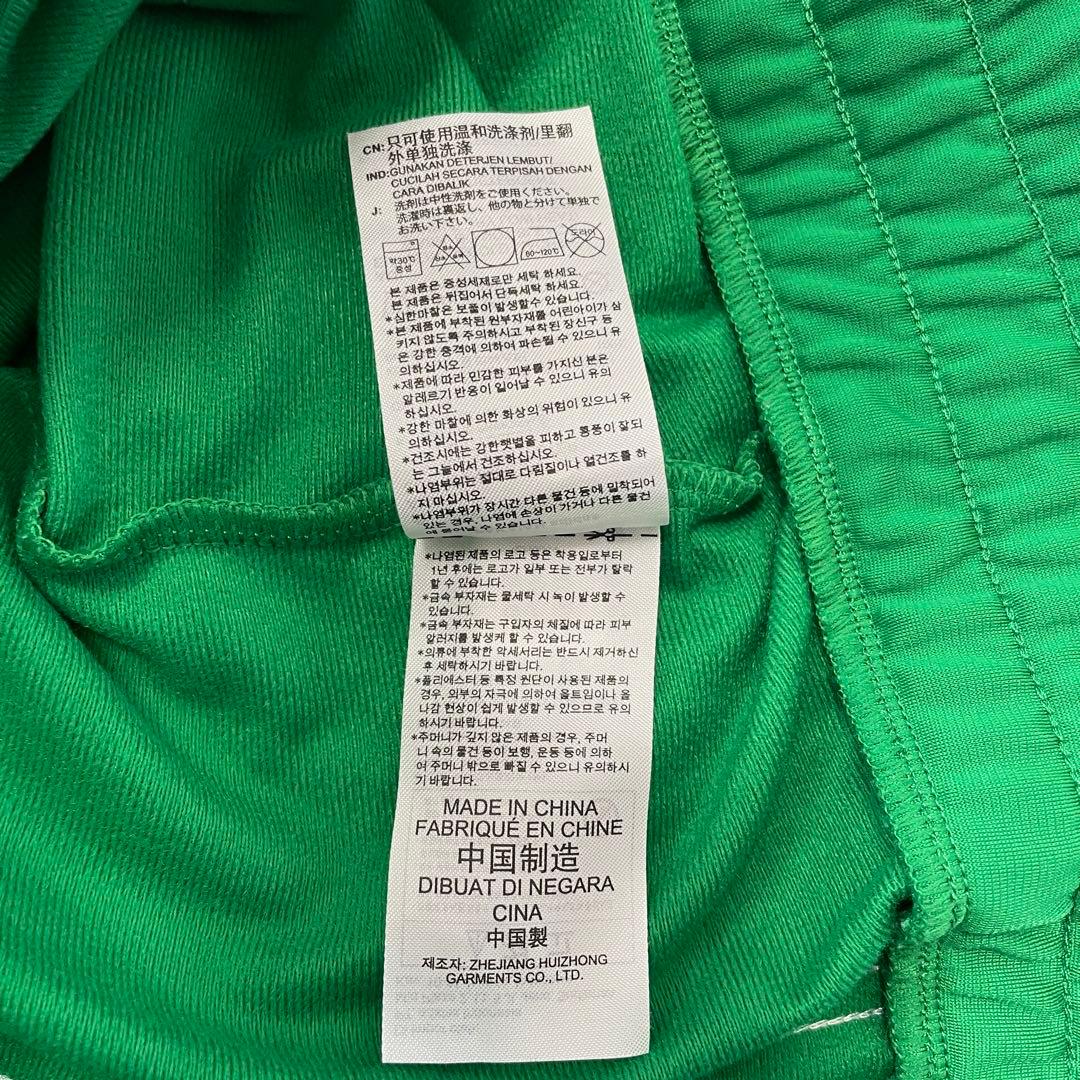 CN:只可使用温和洗涤剂/里翻
外单独洗涤
IND:GUNAKAN DETERJEN LEMBUT/
CUCILAH SECARA TERPISAH DENGAN
CARA DIBALIK
J: 洗剤は中性洗剤をご使用ください。
洗濯時は裏返し、他の物と分けて単独で
お洗い下さい。
약30℃
중성
60~120℃
드라이
본 제품은 중성세제로만 세탁 하세요.
본 제품은 뒤집어서 단독세탁 하세요.
*심한마찰은 보풀이 발생할수 있습니다.
*본 제품에 부착된 원부자재를 어린아이가 삼
키지 않도록 주의하시고 부착된 장신구 등
은 강한 충격에 의하여 파손될 수 있으니 유
의하십시오.
*제품에 따라 민감한 피부를 가지신 분은
알레르기 반응이 일어날 수 있으니 유의
하십시오.
*강한 마찰에 의한 화상의 위험이 있으니 유
의하십시오.
*건조시에는 강한햇볕을 피하고 통풍이 잘되
는 그늘에서 건조하십시오.
*나염부위는 절대로 다림질이나 열건조를 하
지 마십시오.
*나염부위가 장시간 다른 물건 등에 밀착되어
있는 경우, 나염에 손상이 가거나 다른 물건
에 묻어날 수 있습니다.
*나염된 제품의 로고 등은 착용일로부터
1년 후에는 로고가 일부 또는 전부가 탈락
할 수 있습니다.
*금속 부자재는 물세탁 시 녹이 발생할 수
있습니다.
*금속 부자재는 구입자의 체질에 따라 피부
알러지를 발생케 할 수 있습니다.
*의류에 부착한 악세서리는 반드시 제거하신
후 세탁하시기 바랍니다.
*폴리에스터 등 특정 원단이 사용된 제품의
경우, 외부의 자극에 의하여 올트임이나 올
나감 현상이 쉽게 발생할 수 있으므로 유의
하시기 바랍니다.
*주머니가 깊지 않은 제품의 경우, 주머
니 속의 물건 등이 보행, 운동 등에 의하
여 주머니 밖으로 빠질 수 있으니 유의하시
기 바랍니다.
MADE IN CHINA
FABRIQUÉ EN CHINE
中国制造
DIBUAT DI NEGARA
CINA
中国製
제조자: ZHEJIANG HUIZHONG
GARMENTS CO., LTD.